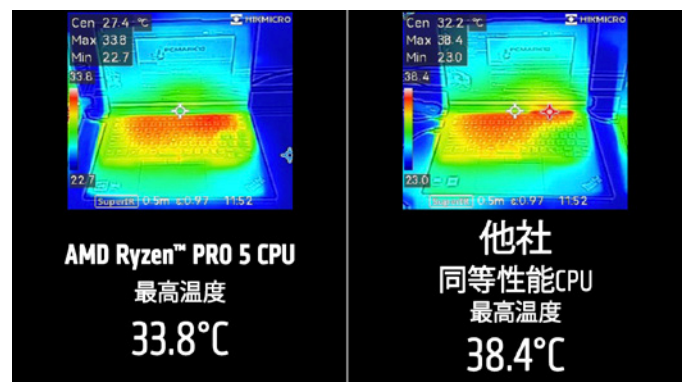 Cen 27.4 ℃
HIKMICRO
Max 33.8
Min 22.7
33.8
PCMARK10
22.7
SuperIR 0.5m ε:0.97 11:52
AMD Ryzen™ PRO 5 CPU
最高温度
33.8°C
Cen 32.2 ℃
HIKMICRO
Max 38.4
Min 23.0
38.4
PCMARK10
23.0
SuperIR 0.5m ε:0.97 11:52
他社
同等性能CPU
最高温度
38.4°C